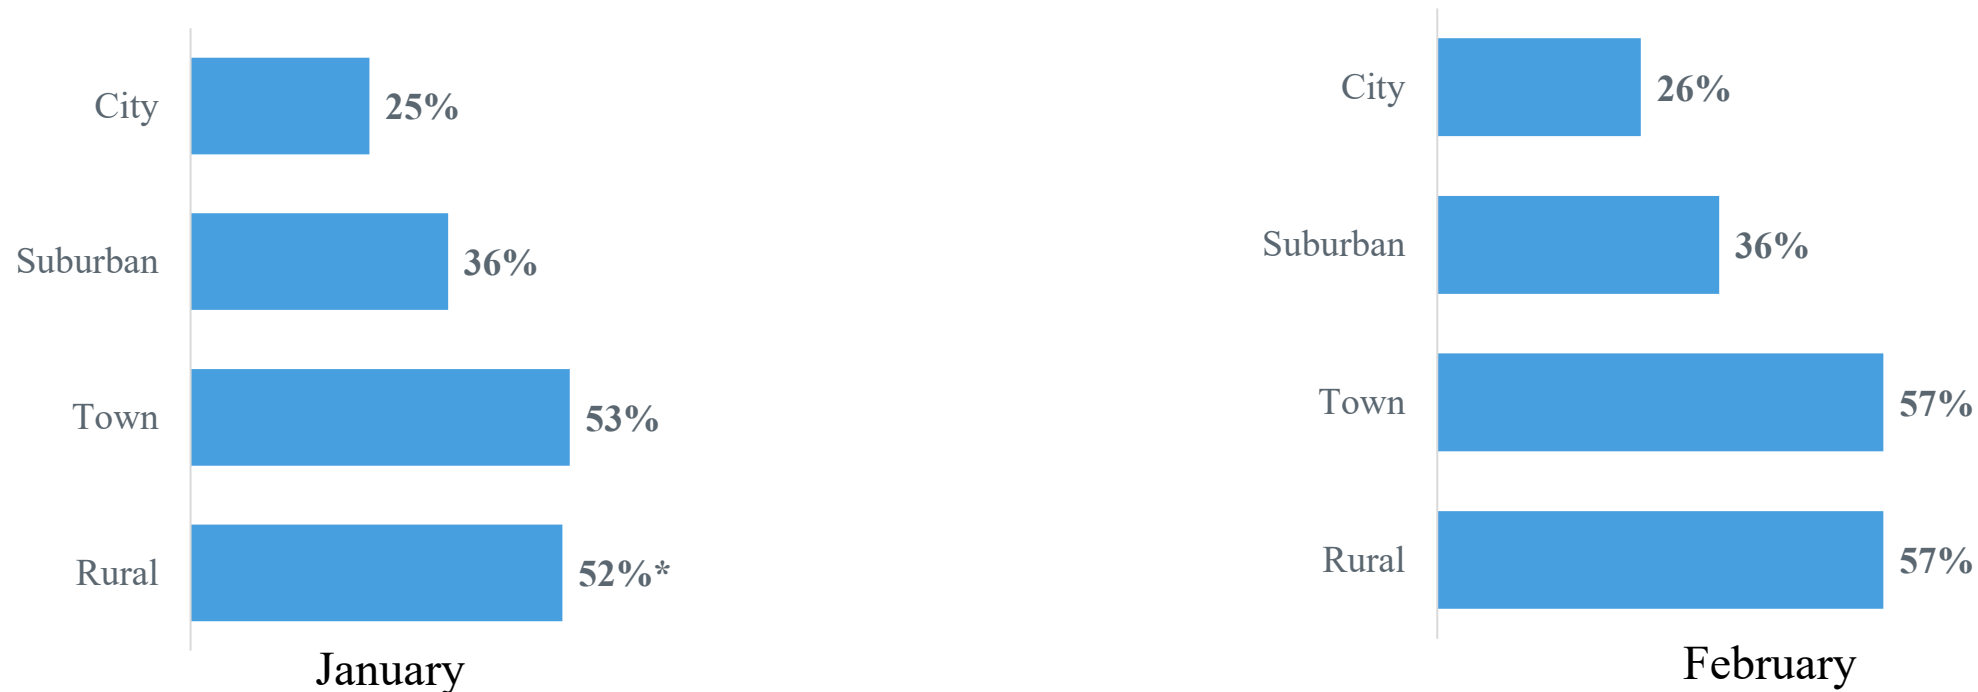 City 25%
Suburban 36%
Town 53%
Rural 52%*
January
City 26%
Suburban 36%
Town 57%
Rural 57%
February